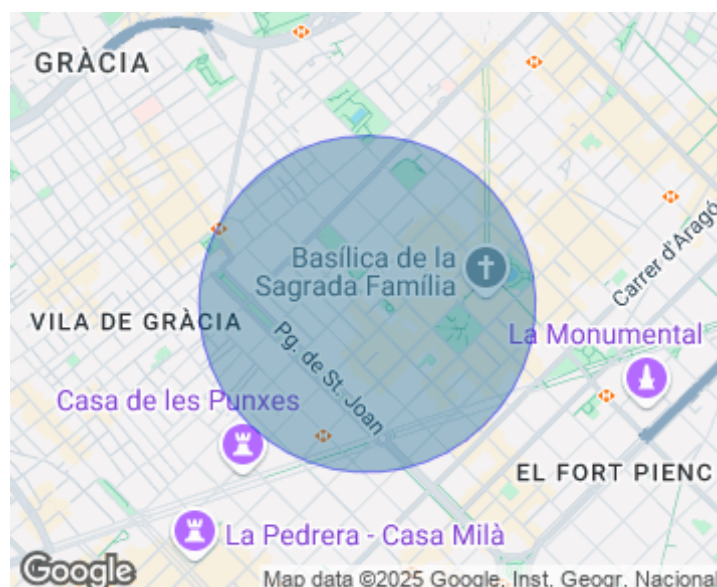 GRÀCIA
Basílica de la
Sagrada Família
Carrer d'Aragó
VILA DE GRÀCIA
Pg. de St. Joan
La Monumental
Casa de les Punxes
EL FORT PIENC
La Pedrera - Casa Milà
Google
Map data ©2025 Google, Inst. Geogr. Nacional